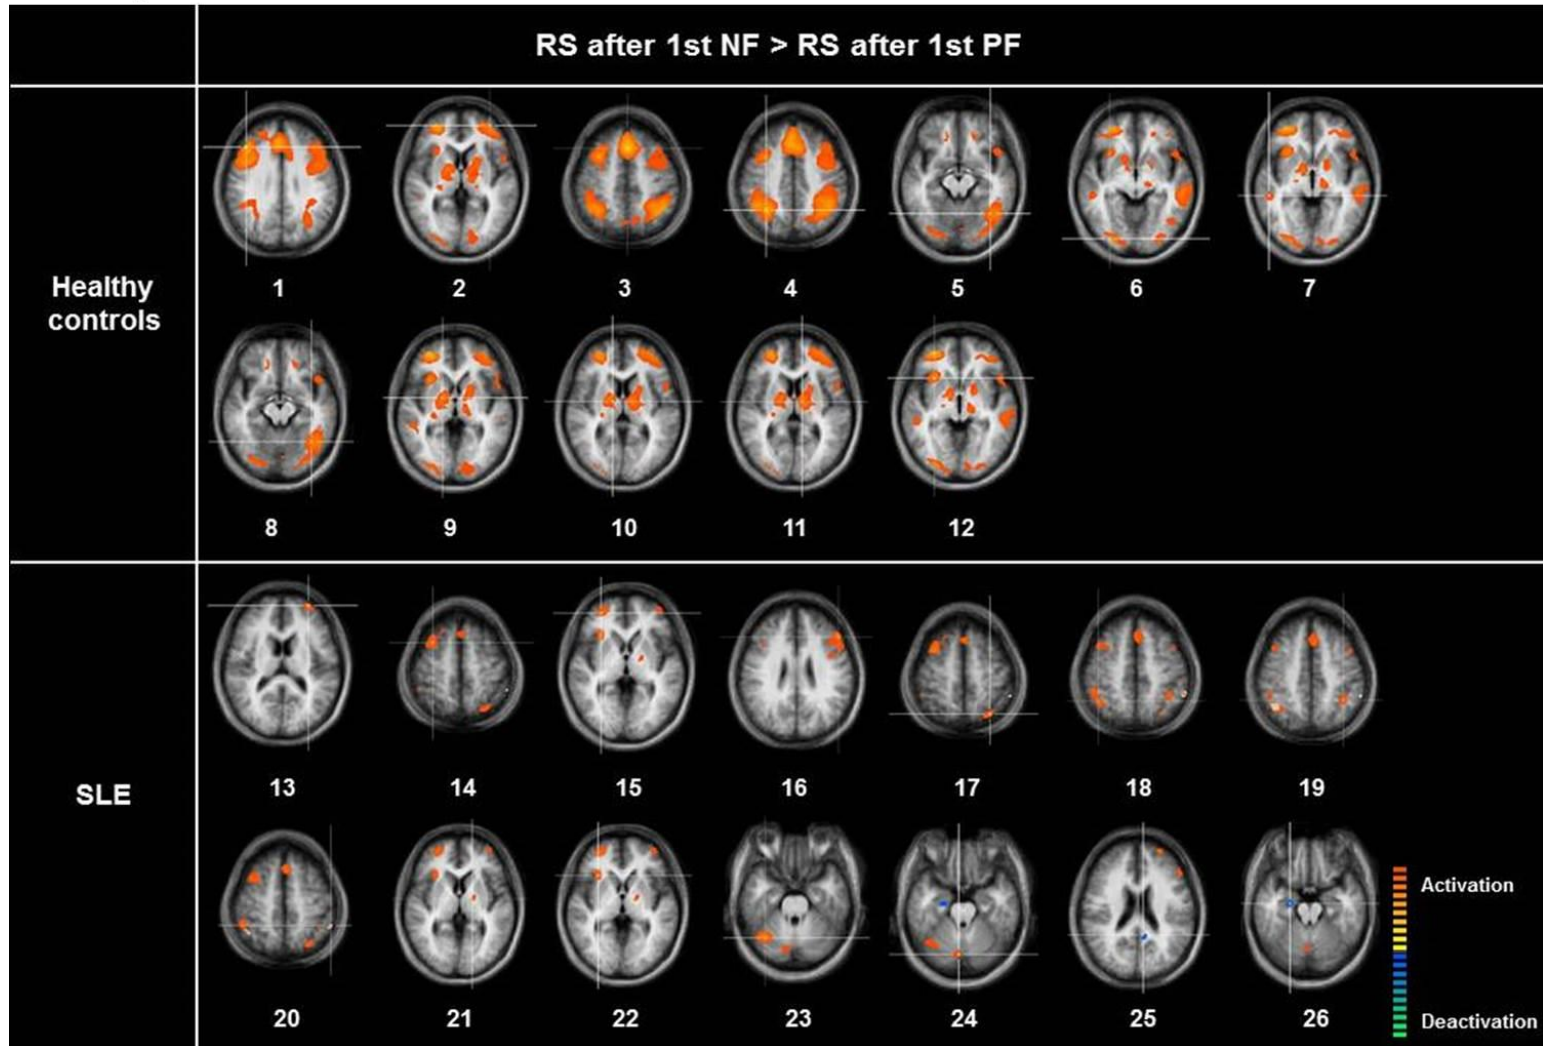 RS after 1st NF > RS after 1st PF
Healthy
controls
1 2 3 4 5 6 7
8 9 10 11 12
SLE
13 14 15 16 17 18 19
20 21 22 23 24 25 26
Activation
Deactivation